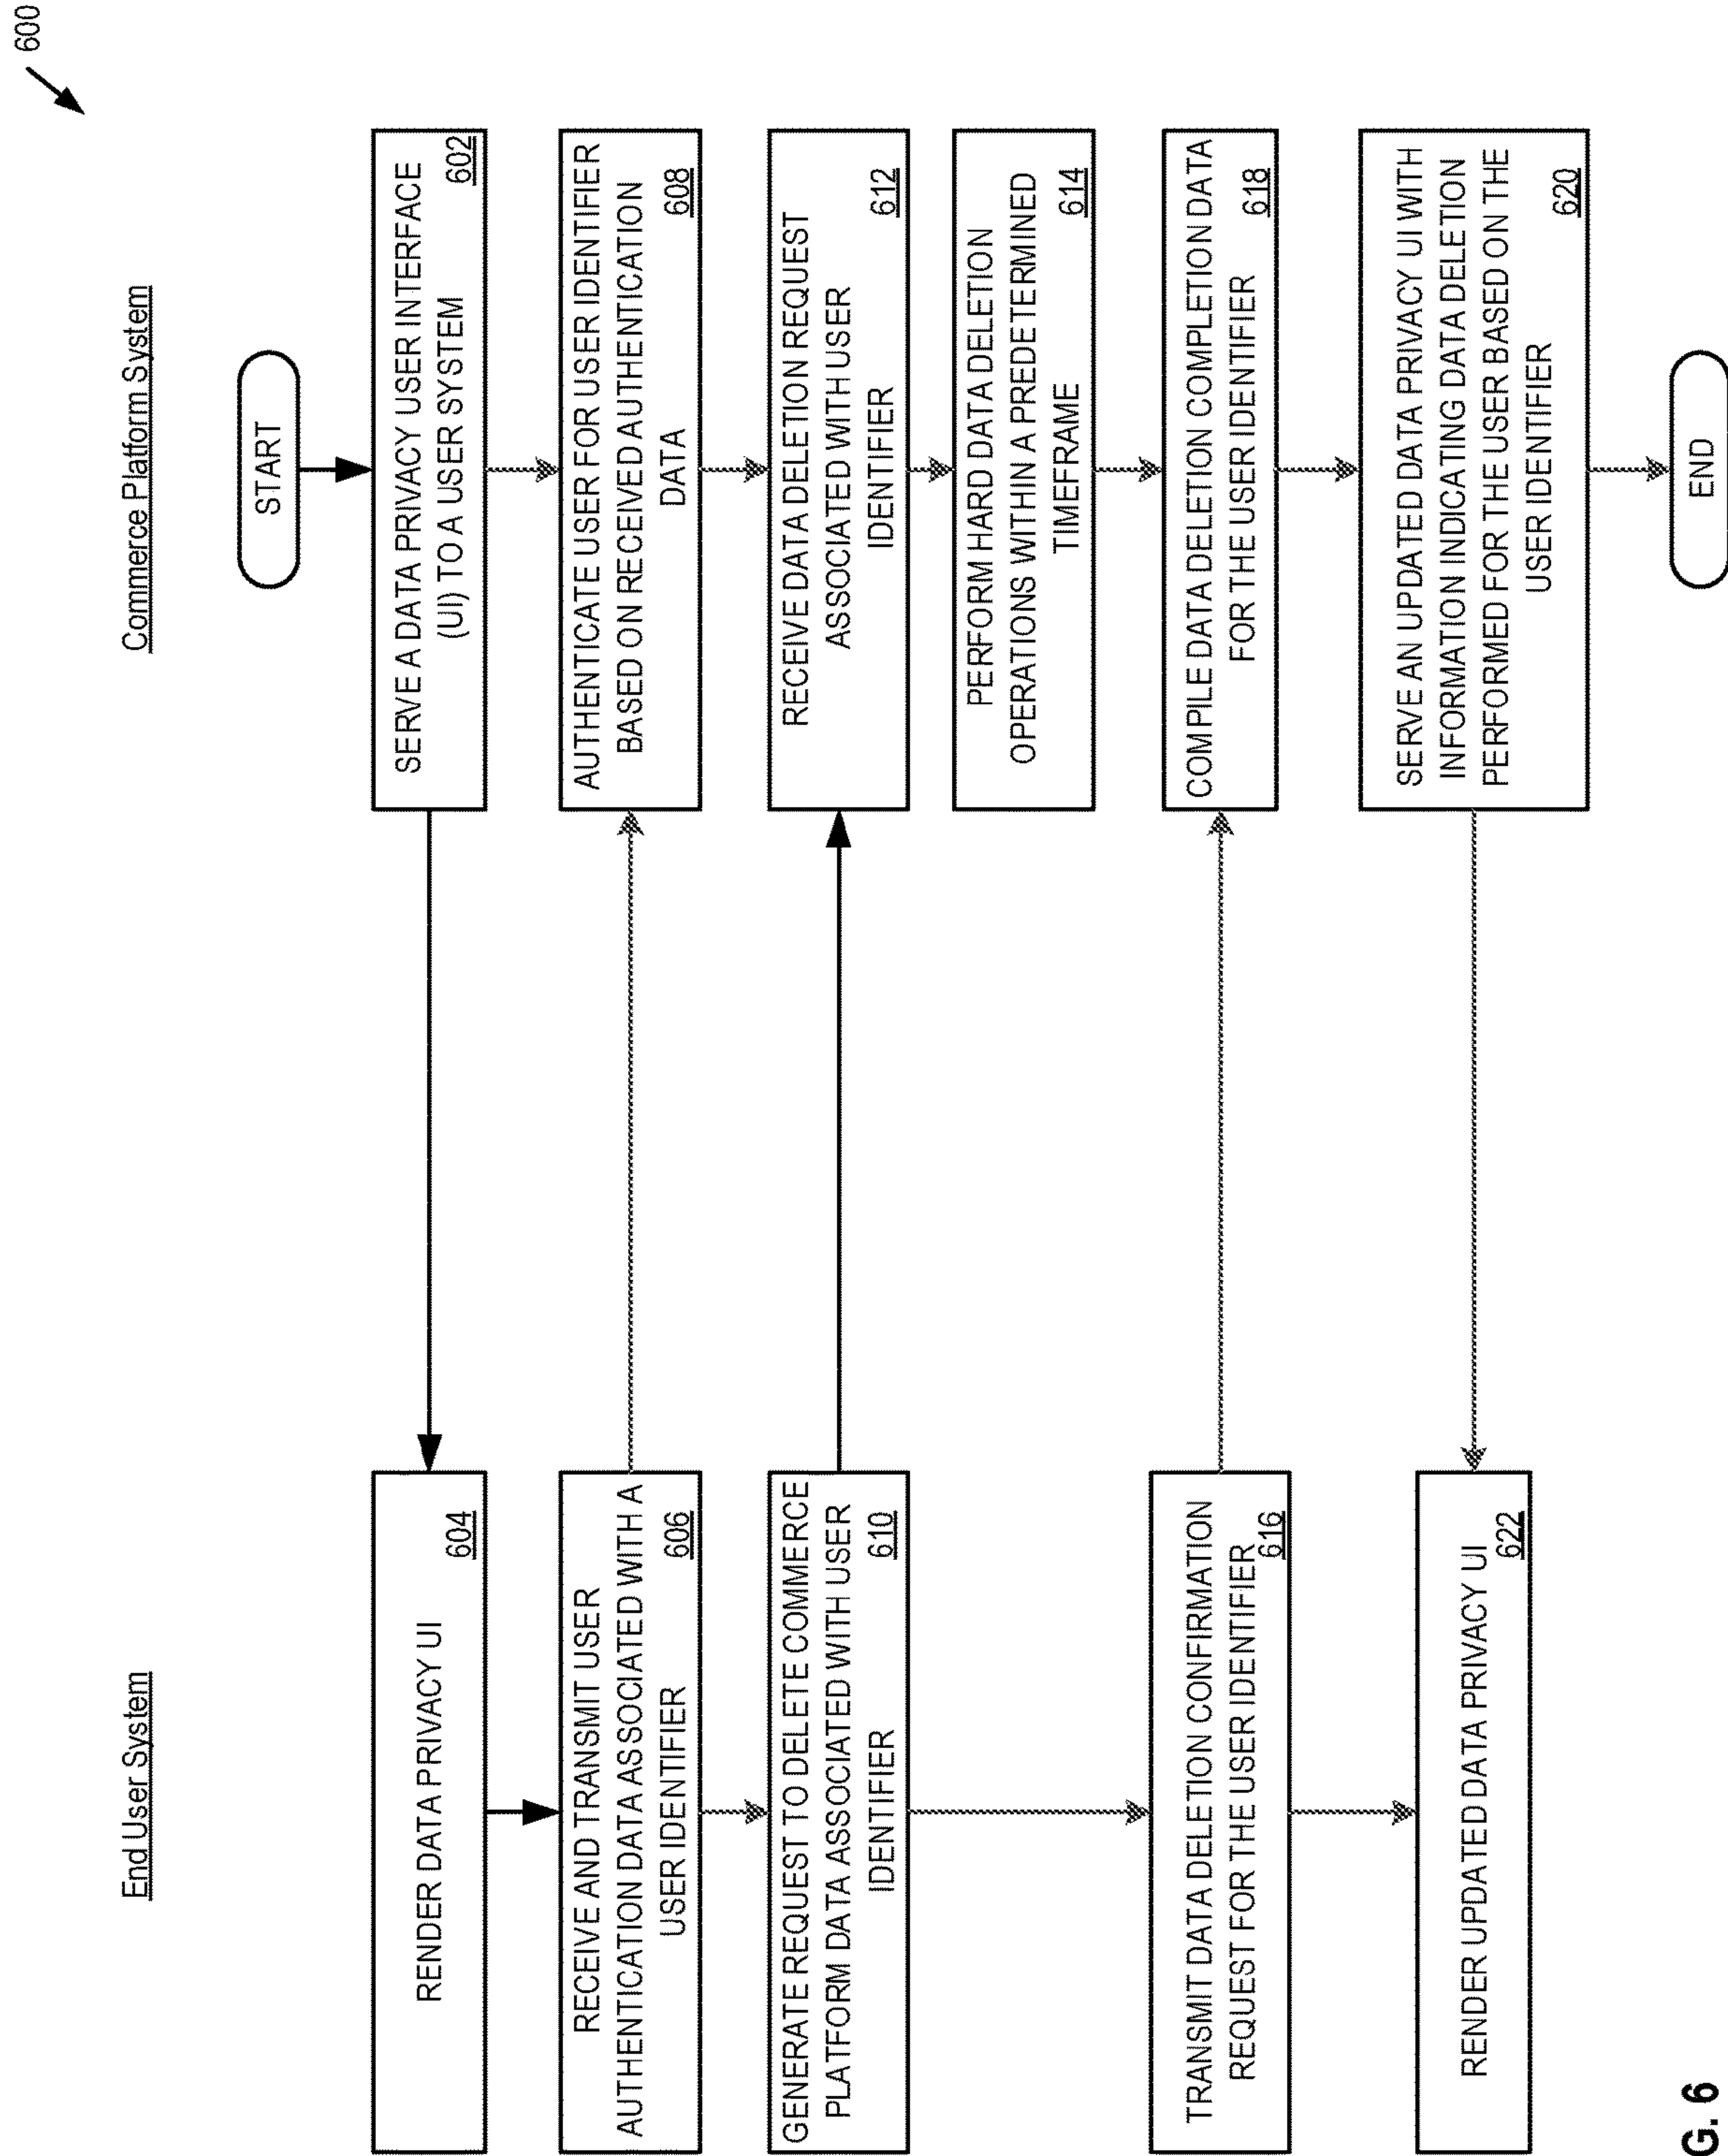 600
End User System
Commerce Platform System
START
SERVE A DATA PRIVACY USER INTERFACE
(UI) TO A USER SYSTEM
602
RENDER DATA PRIVACY UI
604
RECEIVE AND TRANSMIT USER
AUTHENTICATION DATA ASSOCIATED WITH A
USER IDENTIFIER
606
AUTHENTICATE USER FOR USER IDENTIFIER
BASED ON RECEIVED AUTHENTICATION
DATA
608
GENERATE REQUEST TO DELETE COMMERCE
PLATFORM DATA ASSOCIATED WITH USER
IDENTIFIER
610
RECEIVE DATA DELETION REQUEST
ASSOCIATED WITH USER
IDENTIFIER
612
PERFORM HARD DATA DELETION
OPERATIONS WITHIN A PREDETERMINED
TIMEFRAME
614
TRANSMIT DATA DELETION CONFIRMATION
REQUEST FOR THE USER IDENTIFIER
616
COMPILE DATA DELETION COMPLETION DATA
FOR THE USER IDENTIFIER
618
SERVE AN UPDATED DATA PRIVACY UI WITH
INFORMATION INDICATING DATA DELETION
PERFORMED FOR THE USER BASED ON THE
USER IDENTIFIER
620
RENDER UPDATED DATA PRIVACY UI
622
END
G. 6